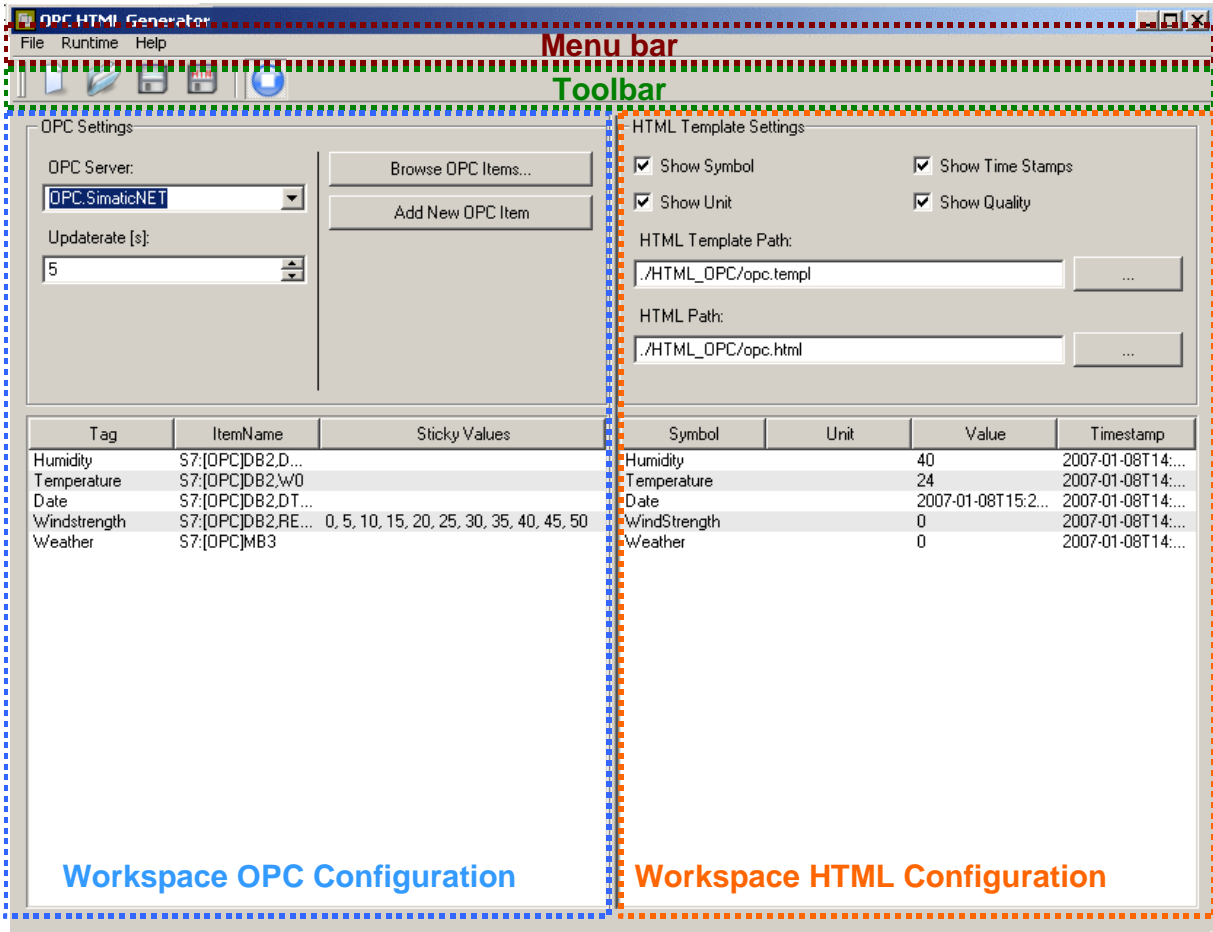 OPC HTML Generator
File Runtime Help
Menu bar
HTN
Toolbar
OPC Settings
OPC Server:
OPC.SimaticNET
Updaterate [s]:
5
Browse OPC Items...
Add New OPC Item
HTML Template Settings
Show Symbol Show Time Stamps
Show Unit Show Quality
HTML Template Path:
./HTML_OPC/opc.templ ...
HTML Path:
./HTML_OPC/opc.html ...
Tag ItemName Sticky Values
Humidity S7:[OPC]DB2,D...
Temperature S7:[OPC]DB2,W0
Date S7:[OPC]DB2,DT...
Windstrength S7:[OPC]DB2,RE... 0, 5, 10, 15, 20, 25, 30, 35, 40, 45, 50
Weather S7:[OPC]MB3
Workspace OPC Configuration
Symbol Unit Value Timestamp
Humidity 40 2007-01-08T14:...
Temperature 24 2007-01-08T14:...
Date 2007-01-08T15:2... 2007-01-08T14:...
WindStrength 0 2007-01-08T14:...
Weather 0 2007-01-08T14:...
Workspace HTML Configuration